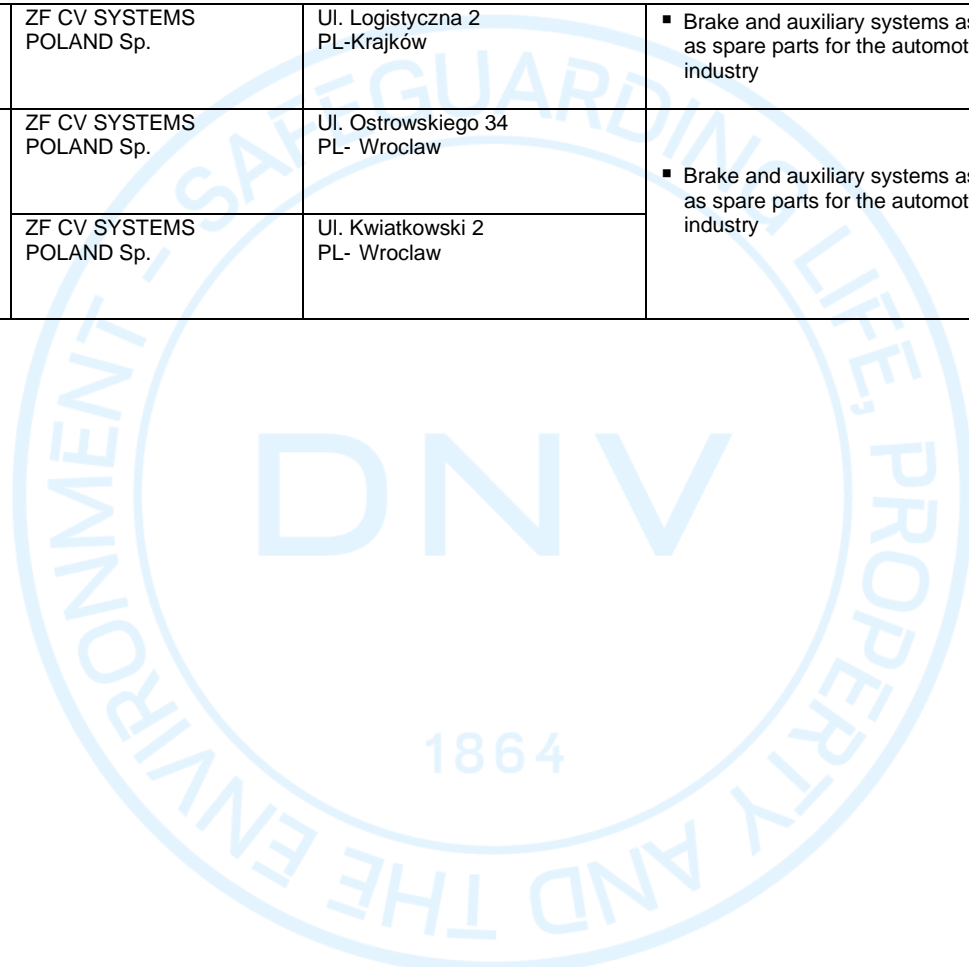 ZF CV SYSTEMS
POLAND Sp.
Ul. Logistyczna 2
PL-Krajków
▪ Brake and auxiliary systems as
as spare parts for the automot
industry
ZF CV SYSTEMS
POLAND Sp.
Ul. Ostrowskiego 34
PL- Wroclaw
▪ Brake and auxiliary systems as
as spare parts for the automot
industry
ZF CV SYSTEMS
POLAND Sp.
Ul. Kwiatkowski 2
PL- Wroclaw
SAFEGUARDING LIFE, PROPERTY AND THE ENVIRONMENT -
DNV
1864